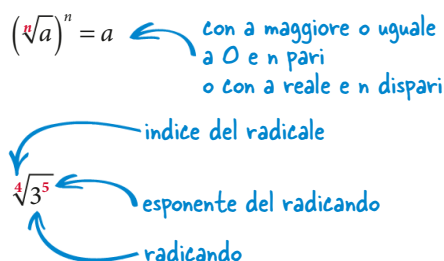 (ⁿ√a)ⁿ = a
con a maggiore o uguale
a 0 e n pari
o con a reale e n dispari
indice del radicale
⁴√3⁵
esponente del radicando
radicando